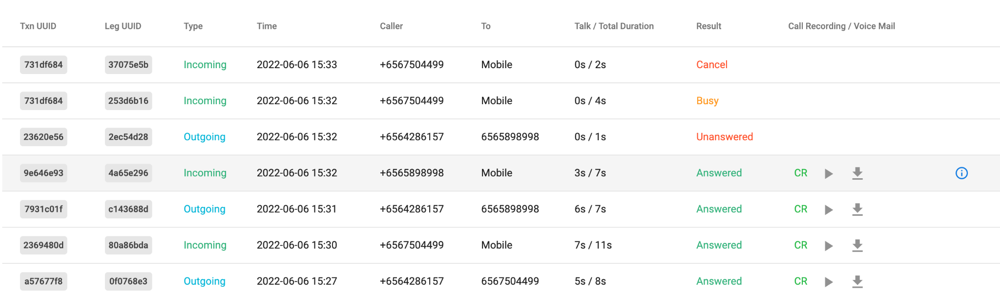 Txn UUID Leg UUID Type Time Caller To Talk / Total Duration Result Call Recording / Voice Mail
731df684 37075e5b Incoming 2022-06-06 15:33 +6567504499 Mobile 0s / 2s Cancel
731df684 253d6b16 Incoming 2022-06-06 15:32 +6567504499 Mobile 0s / 4s Busy
23620e56 2ec54d28 Outgoing 2022-06-06 15:32 +6564286157 6565898998 0s / 1s Unanswered
9e646e93 4a65e296 Incoming 2022-06-06 15:32 +6565898998 Mobile 3s / 7s Answered CR
7931c01f c143688d Outgoing 2022-06-06 15:31 +6564286157 6565898998 6s / 7s Answered CR
2369480d 80a86bda Incoming 2022-06-06 15:30 +6567504499 Mobile 7s / 11s Answered CR
a57677f8 0f0768e3 Outgoing 2022-06-06 15:27 +6564286157 6567504499 5s / 8s Answered CR